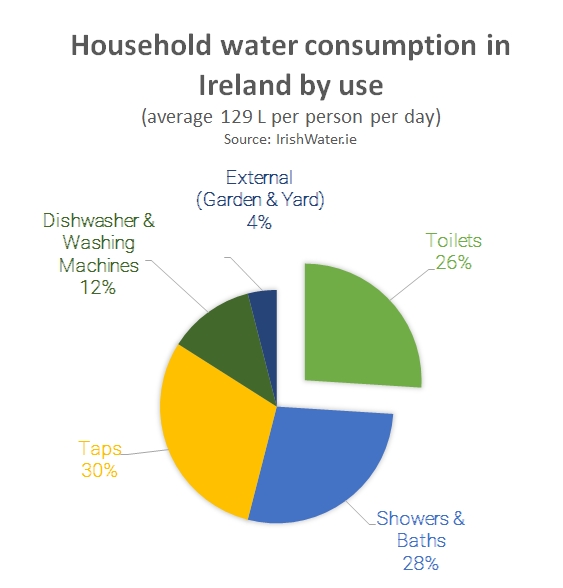 Household water consumption in
Ireland by use
(average 129 L per person per day)
Source: IrishWater.ie
External
(Garden & Yard)
4%
Dishwasher &
Washing
Machines
12%
Toilets
26%
Taps
30%
Showers &
Baths
28%